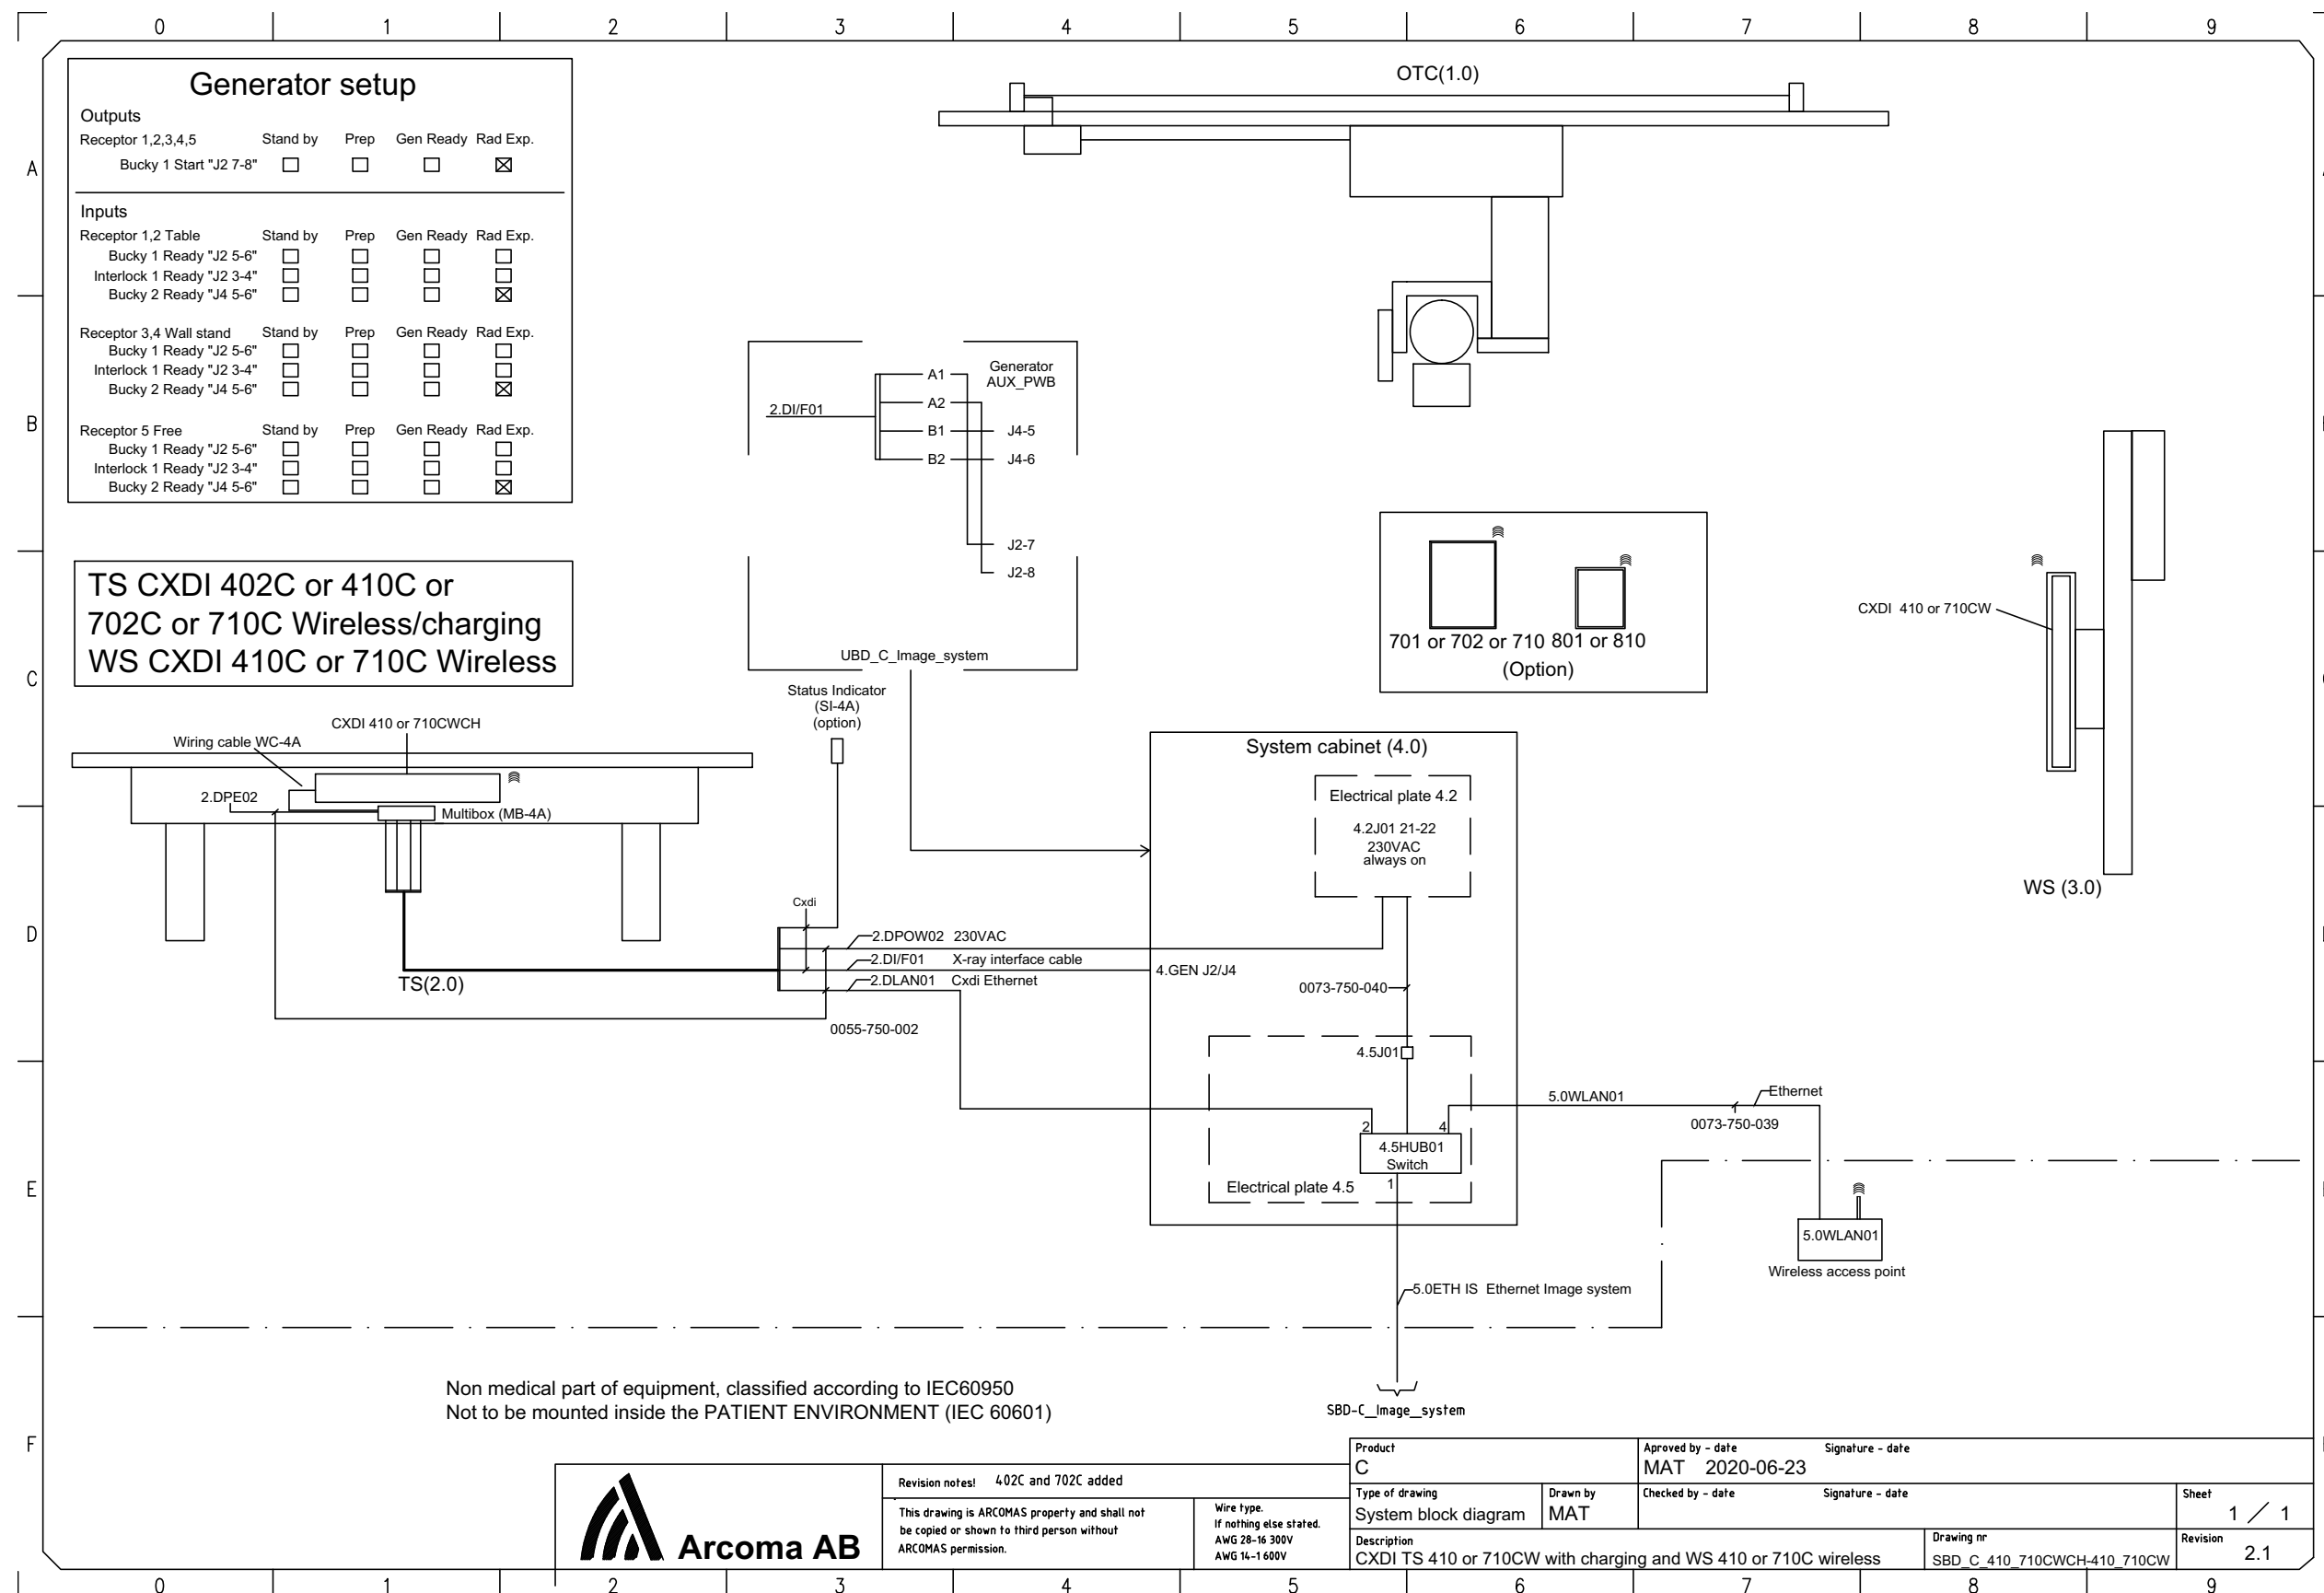 0 1 2 3 4 5 6 7 8 9
Generator setup
Outputs
Receptor 1,2,3,4,5 Stand by Prep Gen Ready Rad Exp.
Bucky 1 Start "J2 7-8"
Inputs
Receptor 1,2 Table Stand by Prep Gen Ready Rad Exp.
Bucky 1 Ready "J2 5-6"
Interlock 1 Ready "J2 3-4"
Bucky 2 Ready "J4 5-6"
Receptor 3,4 Wall stand Stand by Prep Gen Ready Rad Exp.
Bucky 1 Ready "J2 5-6"
Interlock 1 Ready "J2 3-4"
Bucky 2 Ready "J4 5-6"
Receptor 5 Free Stand by Prep Gen Ready Rad Exp.
Bucky 1 Ready "J2 5-6"
Interlock 1 Ready "J2 3-4"
Bucky 2 Ready "J4 5-6"
A
B
C
D
E
F
OTC(1.0)
2.DI/F01
A1
A2
B1
B2
Generator
AUX_PWB
J4-5
J4-6
J2-7
J2-8
UBD_C_Image_system
701 or 702 or 710 801 or 810
(Option)
CXDI 410 or 710CW
WS (3.0)
TS CXDI 402C or 410C or
702C or 710C Wireless/charging
WS CXDI 410C or 710C Wireless
Status Indicator
(SI-4A)
(option)
CXDI 410 or 710CWCH
Wiring cable WC-4A
2.DPE02
Multibox (MB-4A)
TS(2.0)
Cxdi
2.DPOW02 230VAC
2.DI/F01 X-ray interface cable
2.DLAN01 Cxdi Ethernet
0055-750-002
4.GEN J2/J4
System cabinet (4.0)
Electrical plate 4.2
4.2J01 21-22
230VAC
always on
0073-750-040
4.5J01
2
4
4.5HUB01
Switch
1
Electrical plate 4.5
5.0WLAN01
Ethernet
0073-750-039
5.0WLAN01
Wireless access point
5.0ETH IS Ethernet Image system
SBD-C_Image_system
Non medical part of equipment, classified according to IEC60950
Not to be mounted inside the PATIENT ENVIRONMENT (IEC 60601)
Arcoma AB
Revision notes! 402C and 702C added
This drawing is ARCOMAS property and shall not
be copied or shown to third person without
ARCOMAS permission.
Wire type.
If nothing else stated.
AWG 28-16 300V
AWG 14-1 600V
Product
C
Aproved by - date Signature - date
MAT 2020-06-23
Type of drawing
System block diagram
Drawn by
MAT
Checked by - date Signature - date
Sheet
1 / 1
Description
CXDI TS 410 or 710CW with charging and WS 410 or 710C wireless
Drawing nr
SBD_C_410_710CWCH-410_710CW
Revision
2.1
0 1 2 3 4 5 6 7 8 9